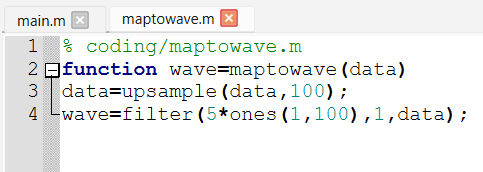 main.m maptowave.m
1 % coding/maptowave.m
2 function wave=maptowave(data)
3 data=upsample(data,100);
4 wave=filter(5*ones(1,100),1,data);